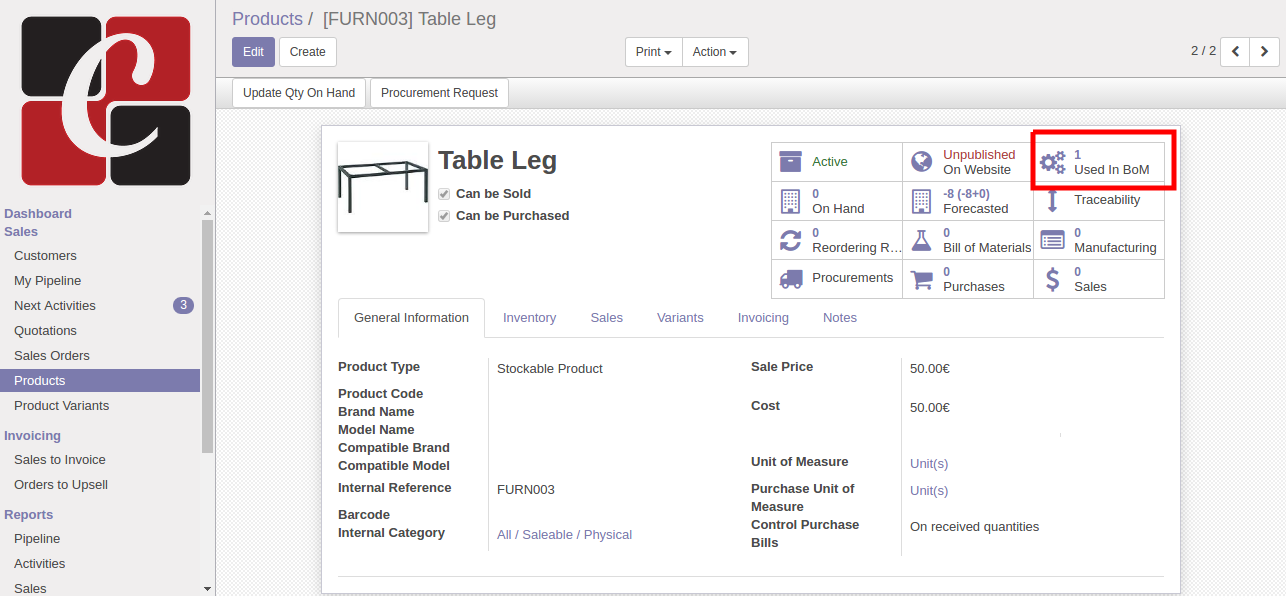 C
Products / [FURN003] Table Leg
Edit
Create
Print
Action
2 / 2
Update Qty On Hand
Procurement Request
Dashboard
Sales
Customers
My Pipeline
Next Activities 3
Quotations
Sales Orders
Products
Product Variants
Invoicing
Sales to Invoice
Orders to Upsell
Reports
Pipeline
Activities
Sales
Table Leg
Can be Sold
Can be Purchased
Active
Unpublished
On Website
1
Used In BoM
0
On Hand
-8 (-8+0)
Forecasted
Traceability
0
Reordering R...
0
Bill of Materials
0
Manufacturing
Procurements
0
Purchases
0
Sales
General Information
Inventory
Sales
Variants
Invoicing
Notes
Product Type Stockable Product
Product Code
Brand Name
Model Name
Compatible Brand
Compatible Model
Internal Reference FURN003
Barcode
Internal Category All / Saleable / Physical
Sale Price 50.00€
Cost 50.00€
Unit of Measure Unit(s)
Purchase Unit of Unit(s)
Measure
Control Purchase On received quantities
Bills